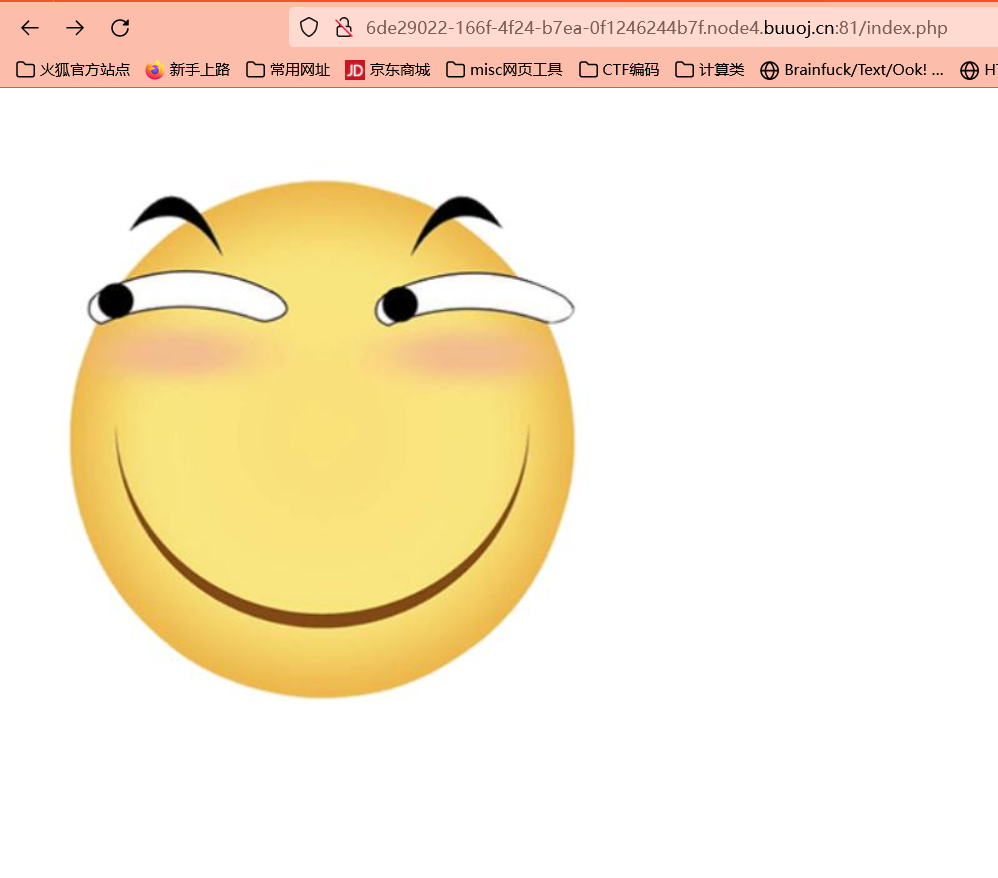 6de29022-166f-4f24-b7ea-0f1246244b7f.node4.buuoj.cn:81/index.php
火狐官方站点 新手上路 常用网址 JD 京东商城 misc网页工具 CTF编码 计算类 Brainfuck/Text/Ook! ... H